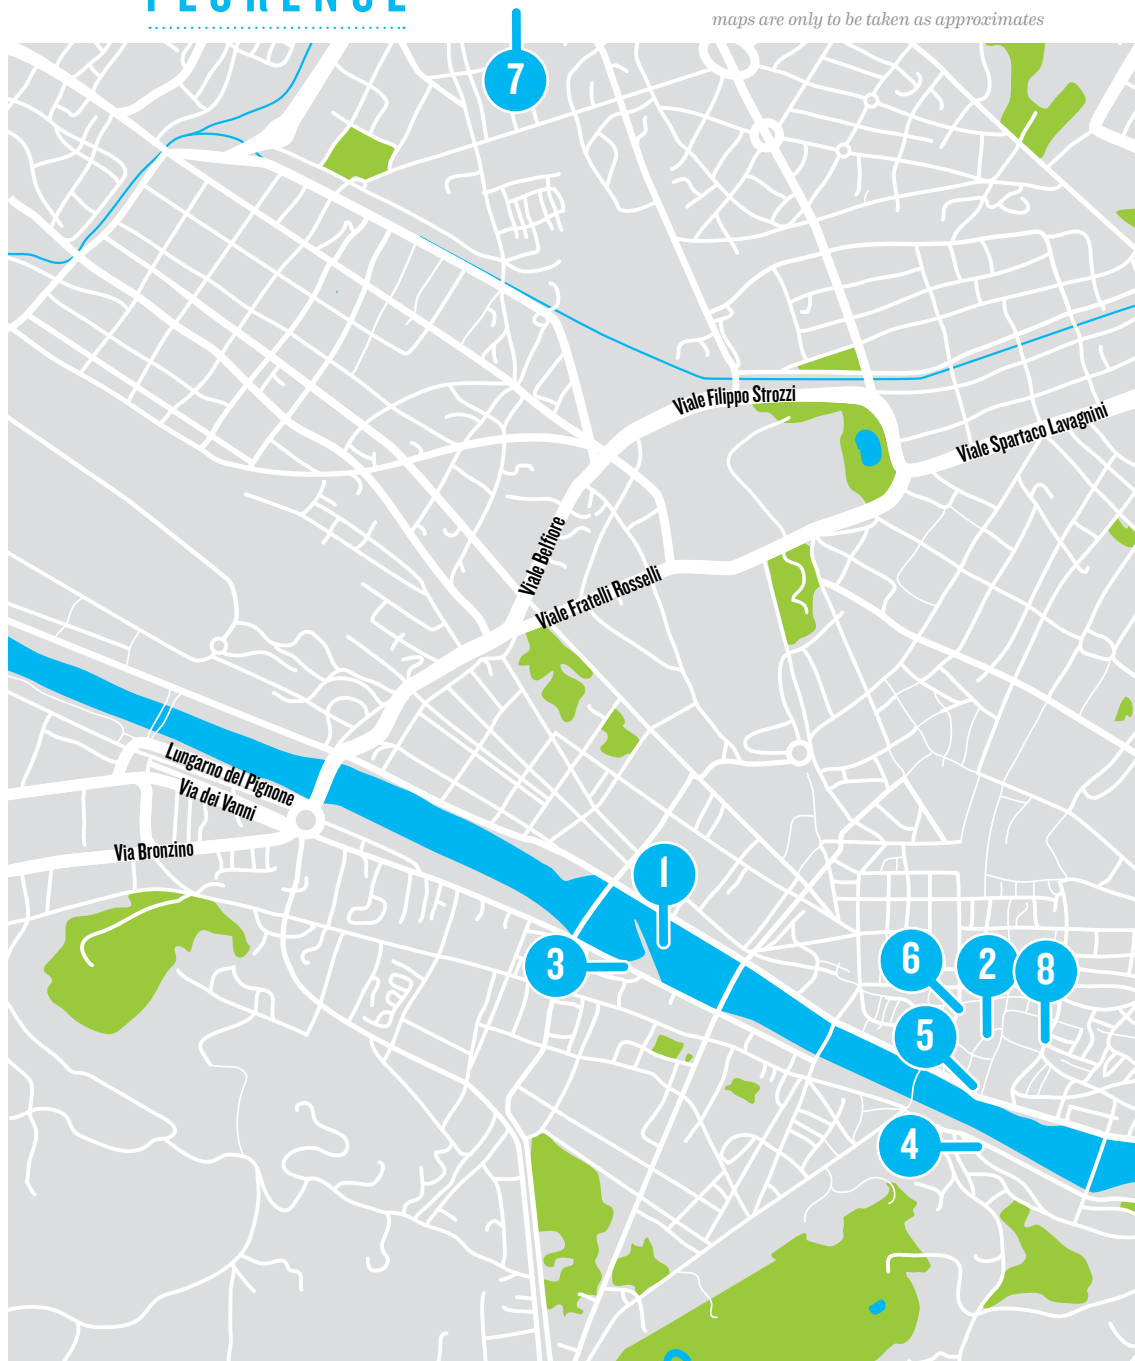 FLORENCE
maps are only to be taken as approximates
7
Viale Filippo Strozzi
Viale Spartaco Lavagnini
Viale Belfiore
Viale Fratelli Rosselli
Lungarno del Pignone
Via dei Vanni
Via Bronzino
1
3
6
2
8
5
4